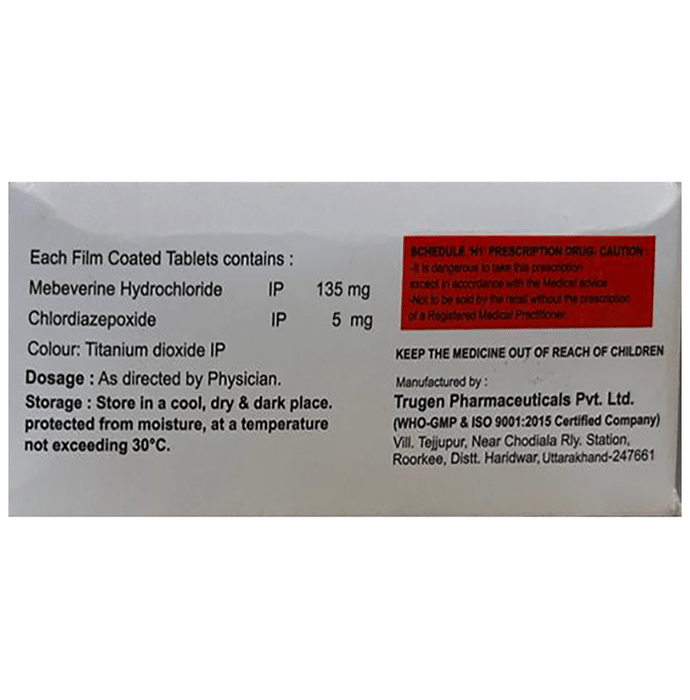 Each Film Coated Tablets contains :
Mebeverine Hydrochloride IP 135 mg
Chlordiazepoxide IP 5 mg
Colour: Titanium dioxide IP
Dosage : As directed by Physician.
Storage : Store in a cool, dry & dark place.
protected from moisture, at a temperature
not exceeding 30°C.
SCHEDULE 'H1' PRESCRIPTION DRUG- CAUTION :
-It is dangerous to take this prescription
except in accordance with the Medical advice
-Not to be sold by the retail without the prescription
of a Registered Medical Practitioner.
KEEP THE MEDICINE OUT OF REACH OF CHILDREN
Manufactured by :
Trugen Pharmaceuticals Pvt. Ltd.
(WHO-GMP & ISO 9001:2015 Certified Company)
Vill. Tejjupur, Near Chodiala Rly. Station,
Roorkee, Distt. Haridwar, Uttarakhand-247661